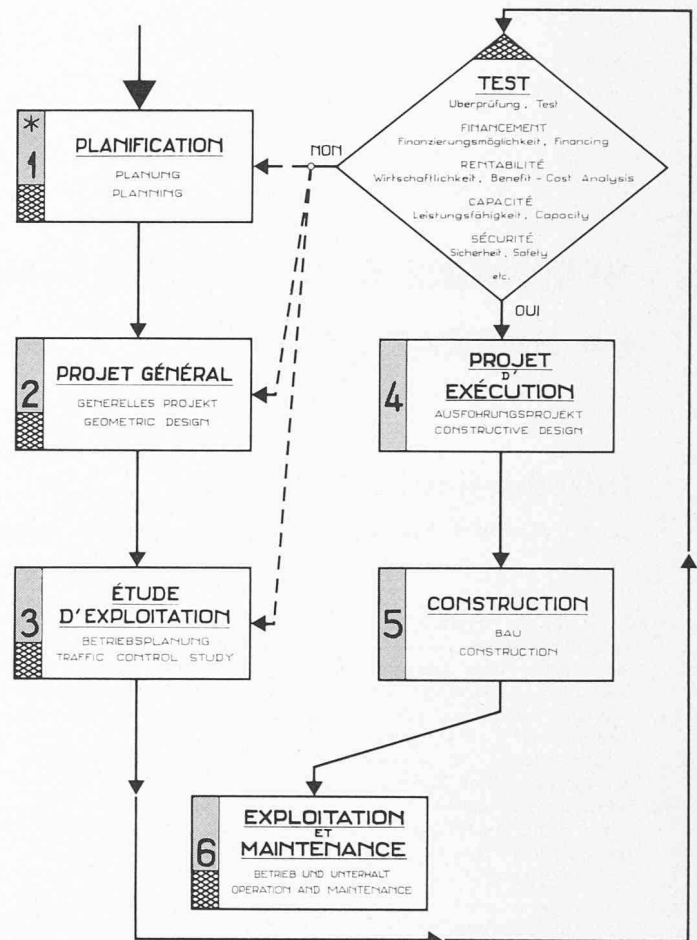 *
1
PLANIFICATION
PLANUNG
PLANNING
2
PROJET GÉNÉRAL
GENERELLES PROJEKT
GEOMETRIC DESIGN
3
ÉTUDE
D'EXPLOITATION
BETRIEBSPLANUNG
TRAFFIC CONTROL STUDY
NON
TEST
Überprüfung, Test
FINANCEMENT
Finanzierungsmöglichkeit, Financing
RENTABILITÉ
Wirtschaftlichkeit, Benefit-Cost Analysis
CAPACITÉ
Leistungsfähigkeit, Capacity
SÉCURITÉ
Sicherheit, Safety
etc.
OUI
4
PROJET
D'
EXÉCUTION
AUSFÜHRUNGSPROJEKT
CONSTRUCTIVE DESIGN
5
CONSTRUCTION
BAU
CONSTRUCTION
6
EXPLOITATION
ET
MAINTENANCE
BETRIEB UND UNTERHALT
OPERATION AND MAINTENANCE